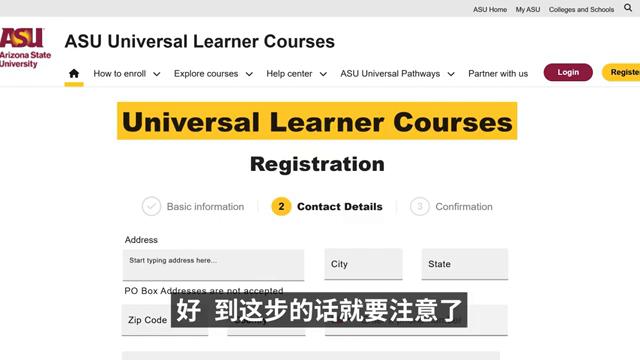 ASU Home My ASU Colleges and Schools
ASU
Arizona State
University
ASU Universal Learner Courses
How to enroll Explore courses Help center ASU Universal Pathways Partner with us Login Registe
Universal Learner Courses
Registration
Basic information 2 Contact Details 3 Confirmation
Address
Start typing address here...
City
State
PO Box Addresses are not accepted
Zip Code
好 到这步的话就要注意了